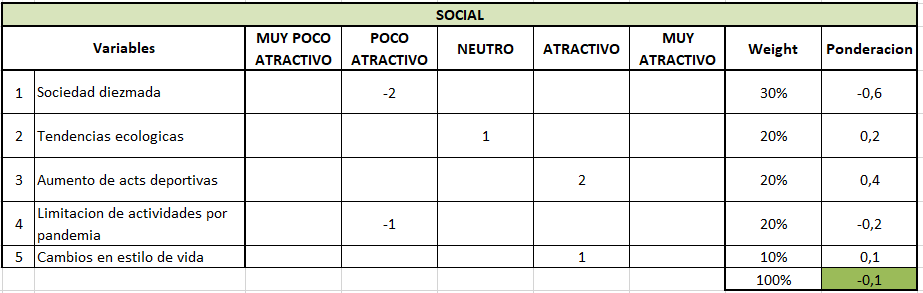 SOCIAL
Variables MUY POCO ATRACTIVO POCO ATRACTIVO NEUTRO ATRACTIVO MUY ATRACTIVO Weight Ponderacion
1 Sociedad diezmada -2 30% -0,6
2 Tendencias ecologicas 1 20% 0,2
3 Aumento de acts deportivas 2 20% 0,4
4 Limitacion de actividades por pandemia -1 20% -0,2
5 Cambios en estilo de vida 1 10% 0,1
100% -0,1